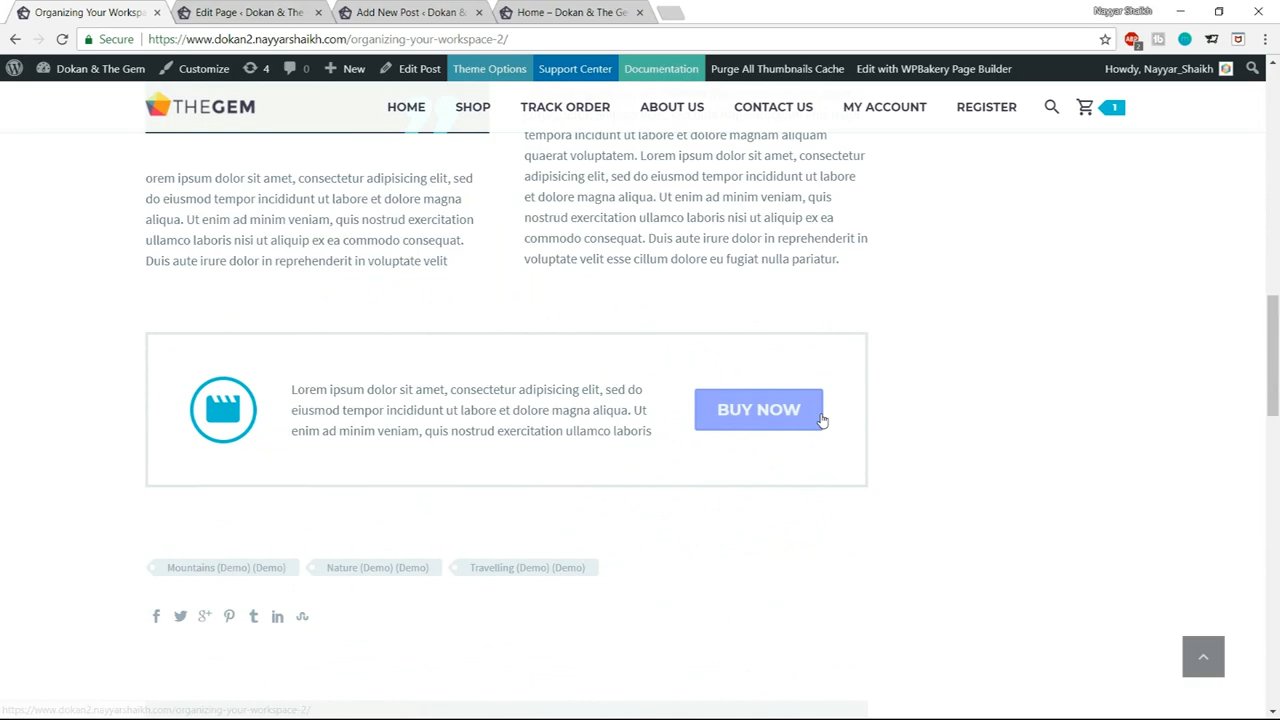 Organizing Your Workspa
Edit Page ‹ Dokan & The
Add New Post ‹ Dokan &
Home – Dokan & The Ge
Nayyar Shaikh
Secure
https://www.dokan2.nayyarshaikh.com/organizing-your-workspace-2/
2
Dokan & The Gem
Customize
4
0
New
Edit Post
Theme Options
Support Center
Documentation
Purge All Thumbnails Cache
Edit with WPBakery Page Builder
Howdy, Nayyar_Shaikh
THEGEM
HOME
SHOP
TRACK ORDER
ABOUT US
CONTACT US
MY ACCOUNT
REGISTER
1
orem ipsum dolor sit amet, consectetur adipisicing elit, sed
do eiusmod tempor incididunt ut labore et dolore magna
aliqua. Ut enim ad minim veniam, quis nostrud exercitation
ullamco laboris nisi ut aliquip ex ea commodo consequat.
Duis aute irure dolor in reprehenderit in voluptate velit
tempora incidunt ut labore et dolore magnam aliquam
quaerat voluptatem. Lorem ipsum dolor sit amet, consectetur
adipisicing elit, sed do eiusmod tempor incididunt ut labore
et dolore magna aliqua. Ut enim ad minim veniam, quis
nostrud exercitation ullamco laboris nisi ut aliquip ex ea
commodo consequat. Duis aute irure dolor in reprehenderit in
voluptate velit esse cillum dolore eu fugiat nulla pariatur.
Lorem ipsum dolor sit amet, consectetur adipisicing elit, sed do
eiusmod tempor incididunt ut labore et dolore magna aliqua. Ut
enim ad minim veniam, quis nostrud exercitation ullamco laboris
BUY NOW
Mountains (Demo) (Demo)
Nature (Demo) (Demo)
Travelling (Demo) (Demo)
https://www.dokan2.nayyarshaikh.com/organizing-your-workspace-2/